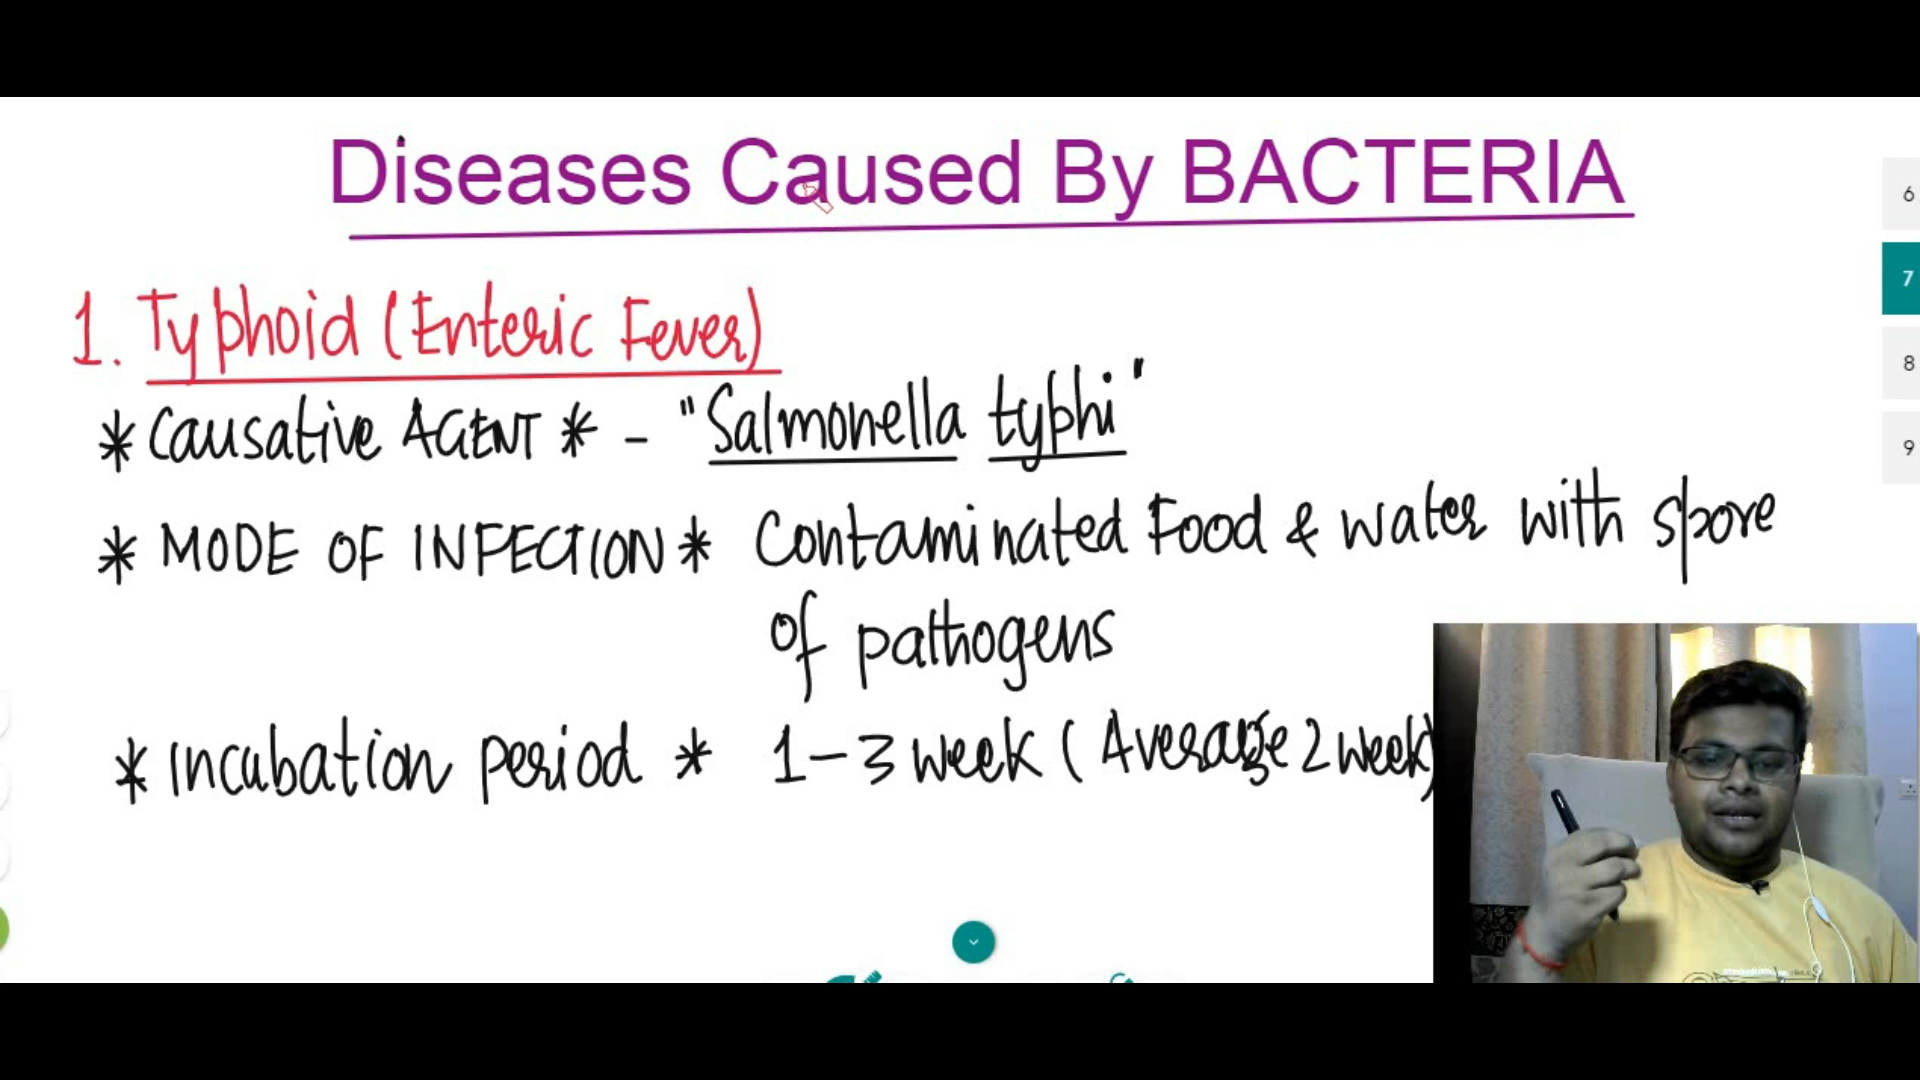 Diseases Caused By BACTERIA
1. Typhoid (Enteric Fever)
* Causative AGENT * - "Salmonella typhi"
* MODE OF INFECTION * Contaminated Food & water with spore
of pathogens
* Incubation period * 1-3 week (Average 2 week)
6
7
8
9